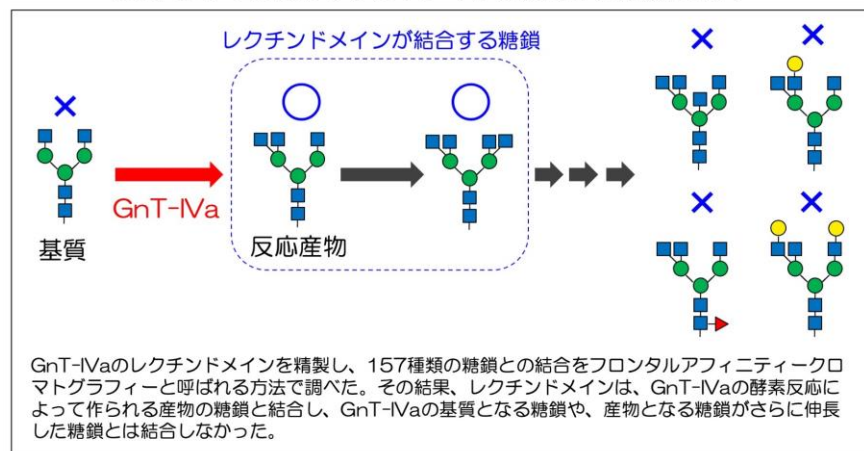 レクチンドメインが結合する糖鎖
GnT-Ⅳa
基質
反応産物
GnT-Ⅳaのレクチンドメインを精製し、157種類の糖鎖との結合をフロンタルアフィニティークロ
マトグラフィーと呼ばれる方法で調べた。その結果、レクチンドメインは、GnT-Ⅳaの酵素反応に
よって作られる産物の糖鎖と結合し、GnT-Ⅳaの基質となる糖鎖や、産物となる糖鎖がさらに伸長
した糖鎖とは結合しなかった。